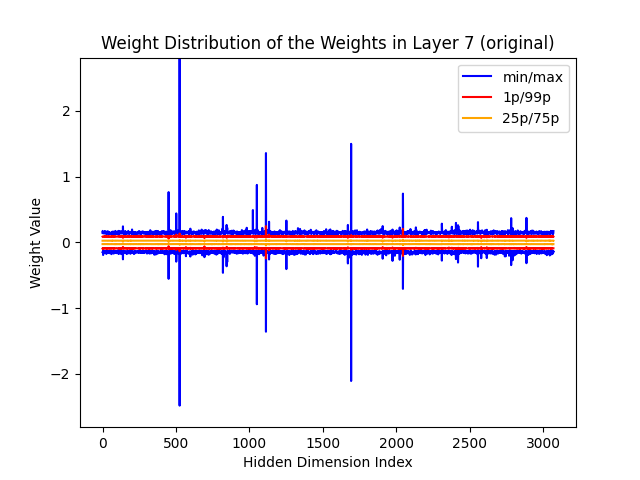 Weight Distribution of the Weights in Layer 7 (original)
min/max
1p/99p
25p/75p
Weight Value
2
1
0
−1
−2
0
500
1000
1500
2000
2500
3000
Hidden Dimension Index